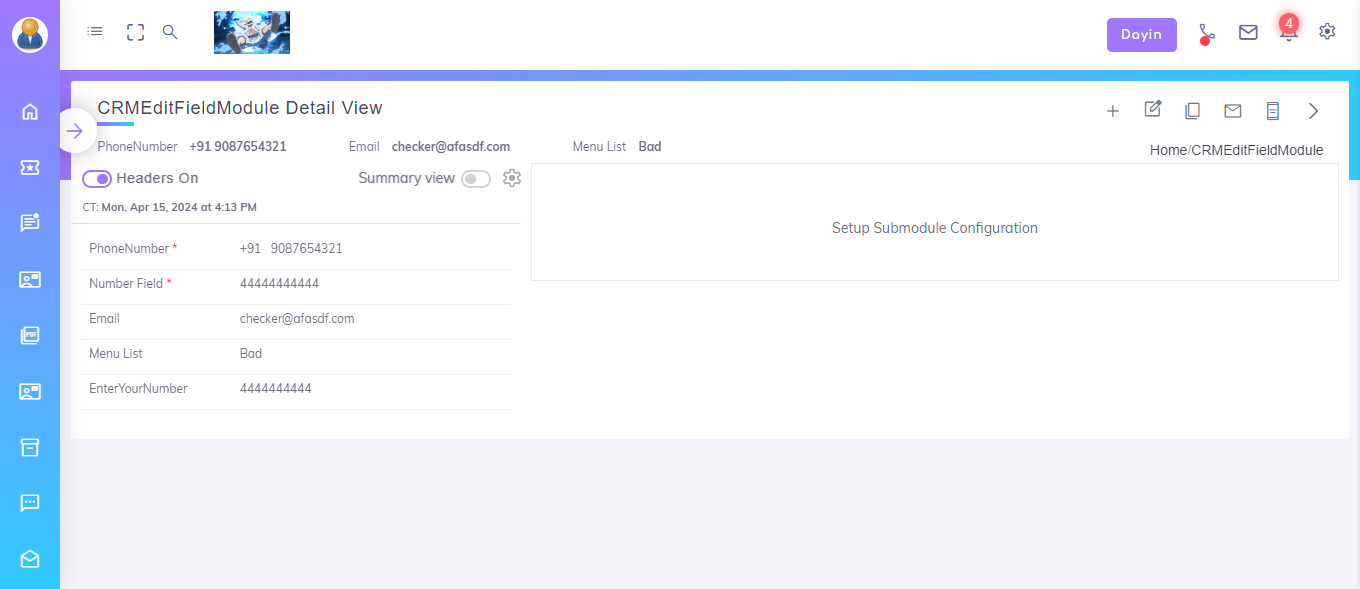 Dayin
4
CRMEditFieldModule Detail View
PhoneNumber +91 9087654321 Email checker@afasdf.com Menu List Bad
Home/CRMEditFieldModule
Headers On Summary view
CT: Mon, Apr 15, 2024 at 4:13 PM
Setup Submodule Configuration
PhoneNumber * +91 9087654321
Number Field * 44444444444
Email checker@afasdf.com
Menu List Bad
EnterYourNumber 4444444444
PDF